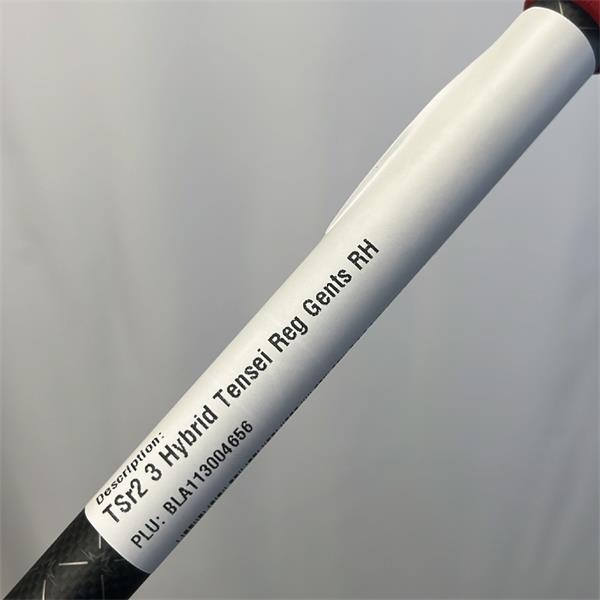 Description:
TSr2 3 Hybrid Tensei Reg Gents RH
PLU: BLA113004656